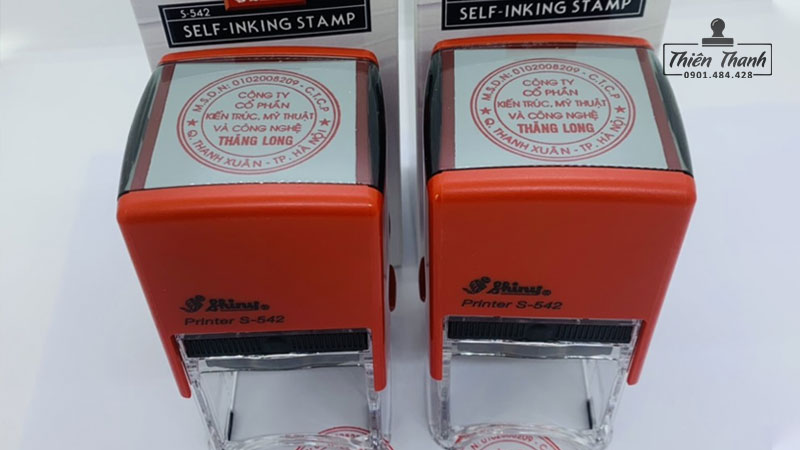 S-542
SELF-INKING STAMP
SELF-INKING STAMP
Thiên Thanh
0901.484.428
M.S.D.N: 0102008209 - C.T.C.P
CÔNG TY
CỔ PHẦN
KIẾN TRÚC, MỸ THUẬT
VÀ CÔNG NGHỆ
THĂNG LONG
Q. THANH XUÂN - TP. HÀ NỘI
M.S.D.N: 0102008209 - C.T.C.P
CÔNG TY
CỔ PHẦN
KIẾN TRÚC, MỸ THUẬT
VÀ CÔNG NGHỆ
THĂNG LONG
Q. THANH XUÂN - TP. HÀ NỘI
Shiny
Printer S-542
Shiny
Printer S-542